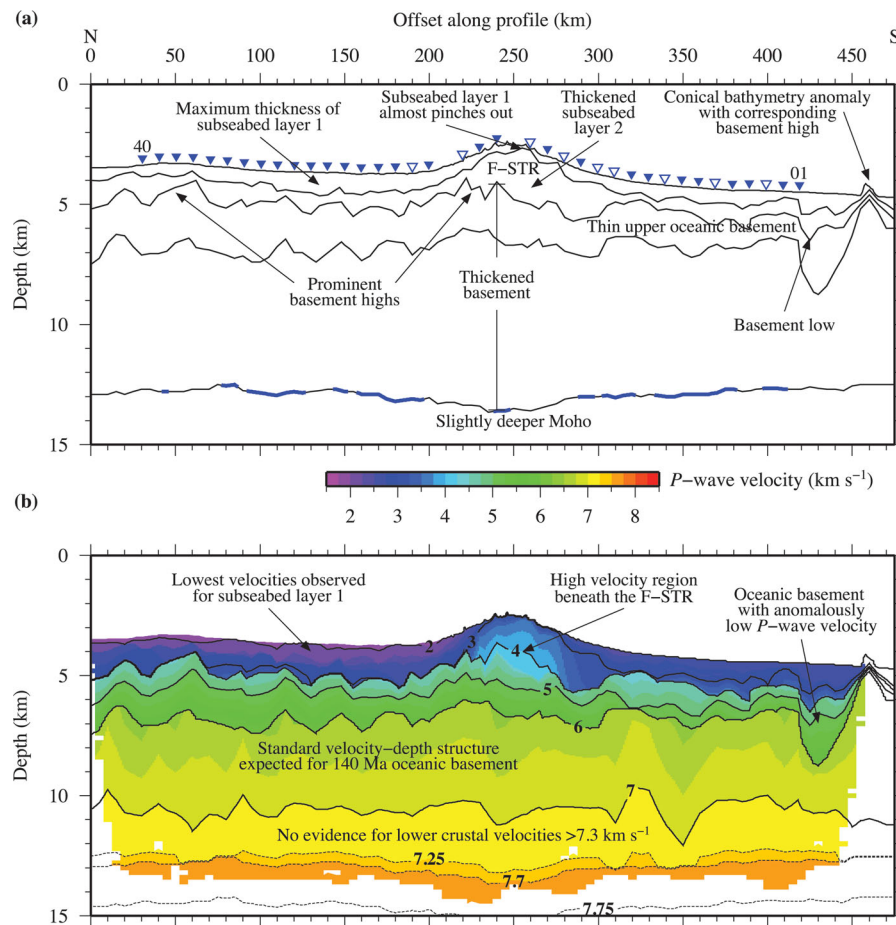 (a)
Offset along profile (km)
N
S
0 50 100 150 200 250 300 350 400 450
0
5
10
15
Depth (km)
Maximum thickness of
subseabed layer 1
Subseabed layer 1
almost pinches out
Thickened
subseabed
layer 2
Conical bathymetry anomaly
with corresponding
basement high
40
F−STR
01
Thin upper oceanic basement
Prominent
basement highs
Thickened
basement
Basement low
Slightly deeper Moho
P−wave velocity (km s−1)
2 3 4 5 6 7 8
(b)
0
5
10
15
Depth (km)
Lowest velocities observed
for subseabed layer 1
High velocity region
beneath the F−STR
Oceanic basement
with anomalously
low P−wave velocity
2
3
4
5
6
Standard velocity−depth structure
expected for 140 Ma oceanic basement
7
No evidence for lower crustal velocities >7.3 km s−1
7.25
7.7
7.75